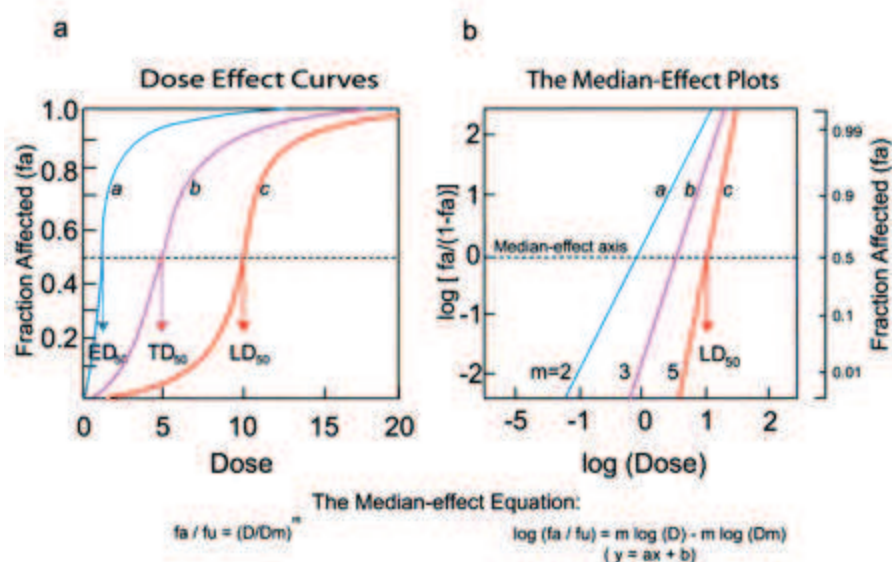 a
b
Dose Effect Curves
The Median-Effect Plots
Fraction Affected (fa)
1.0
0.8
0.6
0.4
0.2
a
b
c
ED50
TD50
LD50
0
5
10
15
20
Dose
log [ fa/(1-fa)]
2
1
0
-1
-2
a
b
c
Median-effect axis
m=2
3
5
LD50
-5
-1
0
1
2
log (Dose)
0.99
0.9
0.5
0.1
0.01
Fraction Affected (fa)
The Median-effect Equation:
fa / fu = (D/Dm)^m
log (fa / fu) = m log (D) - m log (Dm)
( y = ax + b)